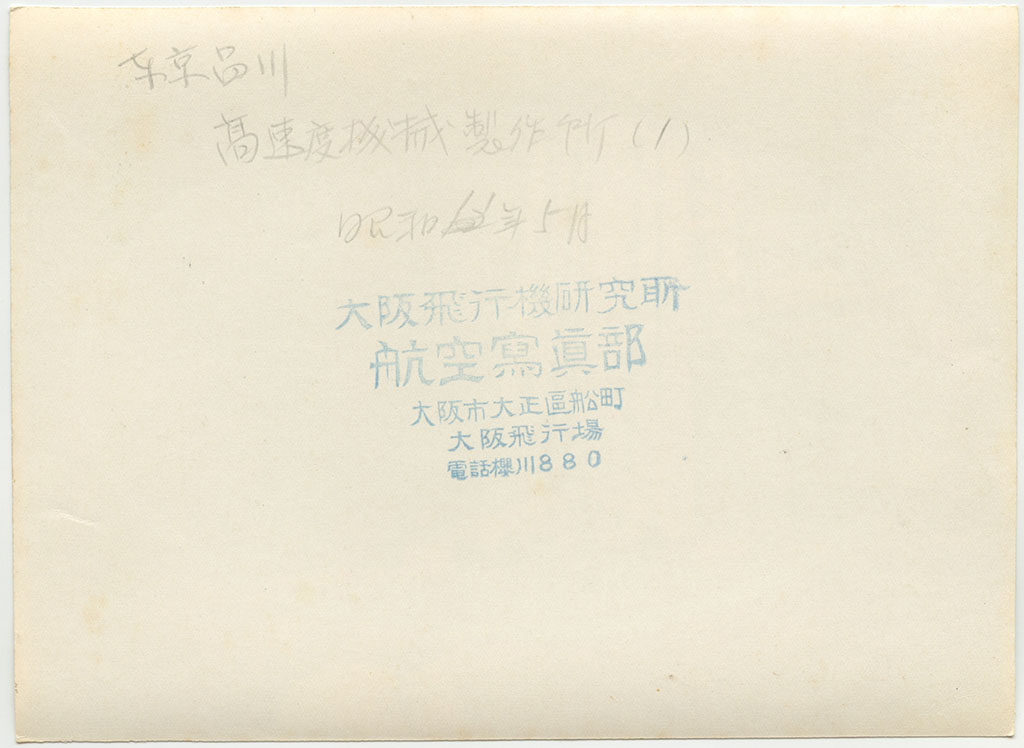 東京品川
高速度機械製作所(1)
昭和 年5月
大阪飛行機研究所
航空寫眞部
大阪市大正區船町
大阪飛行場
電話櫻川880